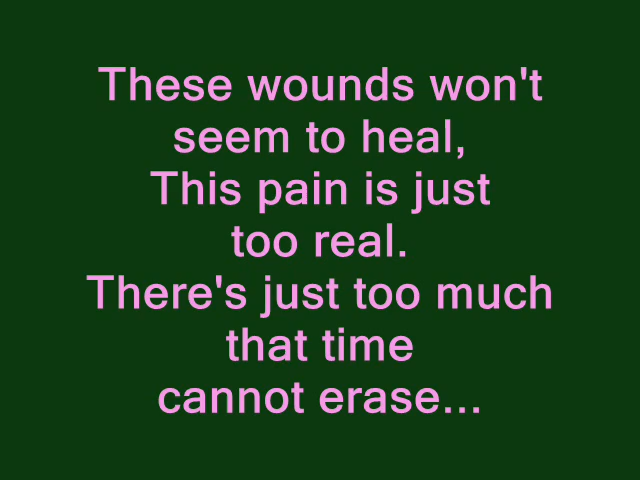 These wounds won't
seem to heal,
This pain is just
too real.
There's just too much
that time
cannot erase...